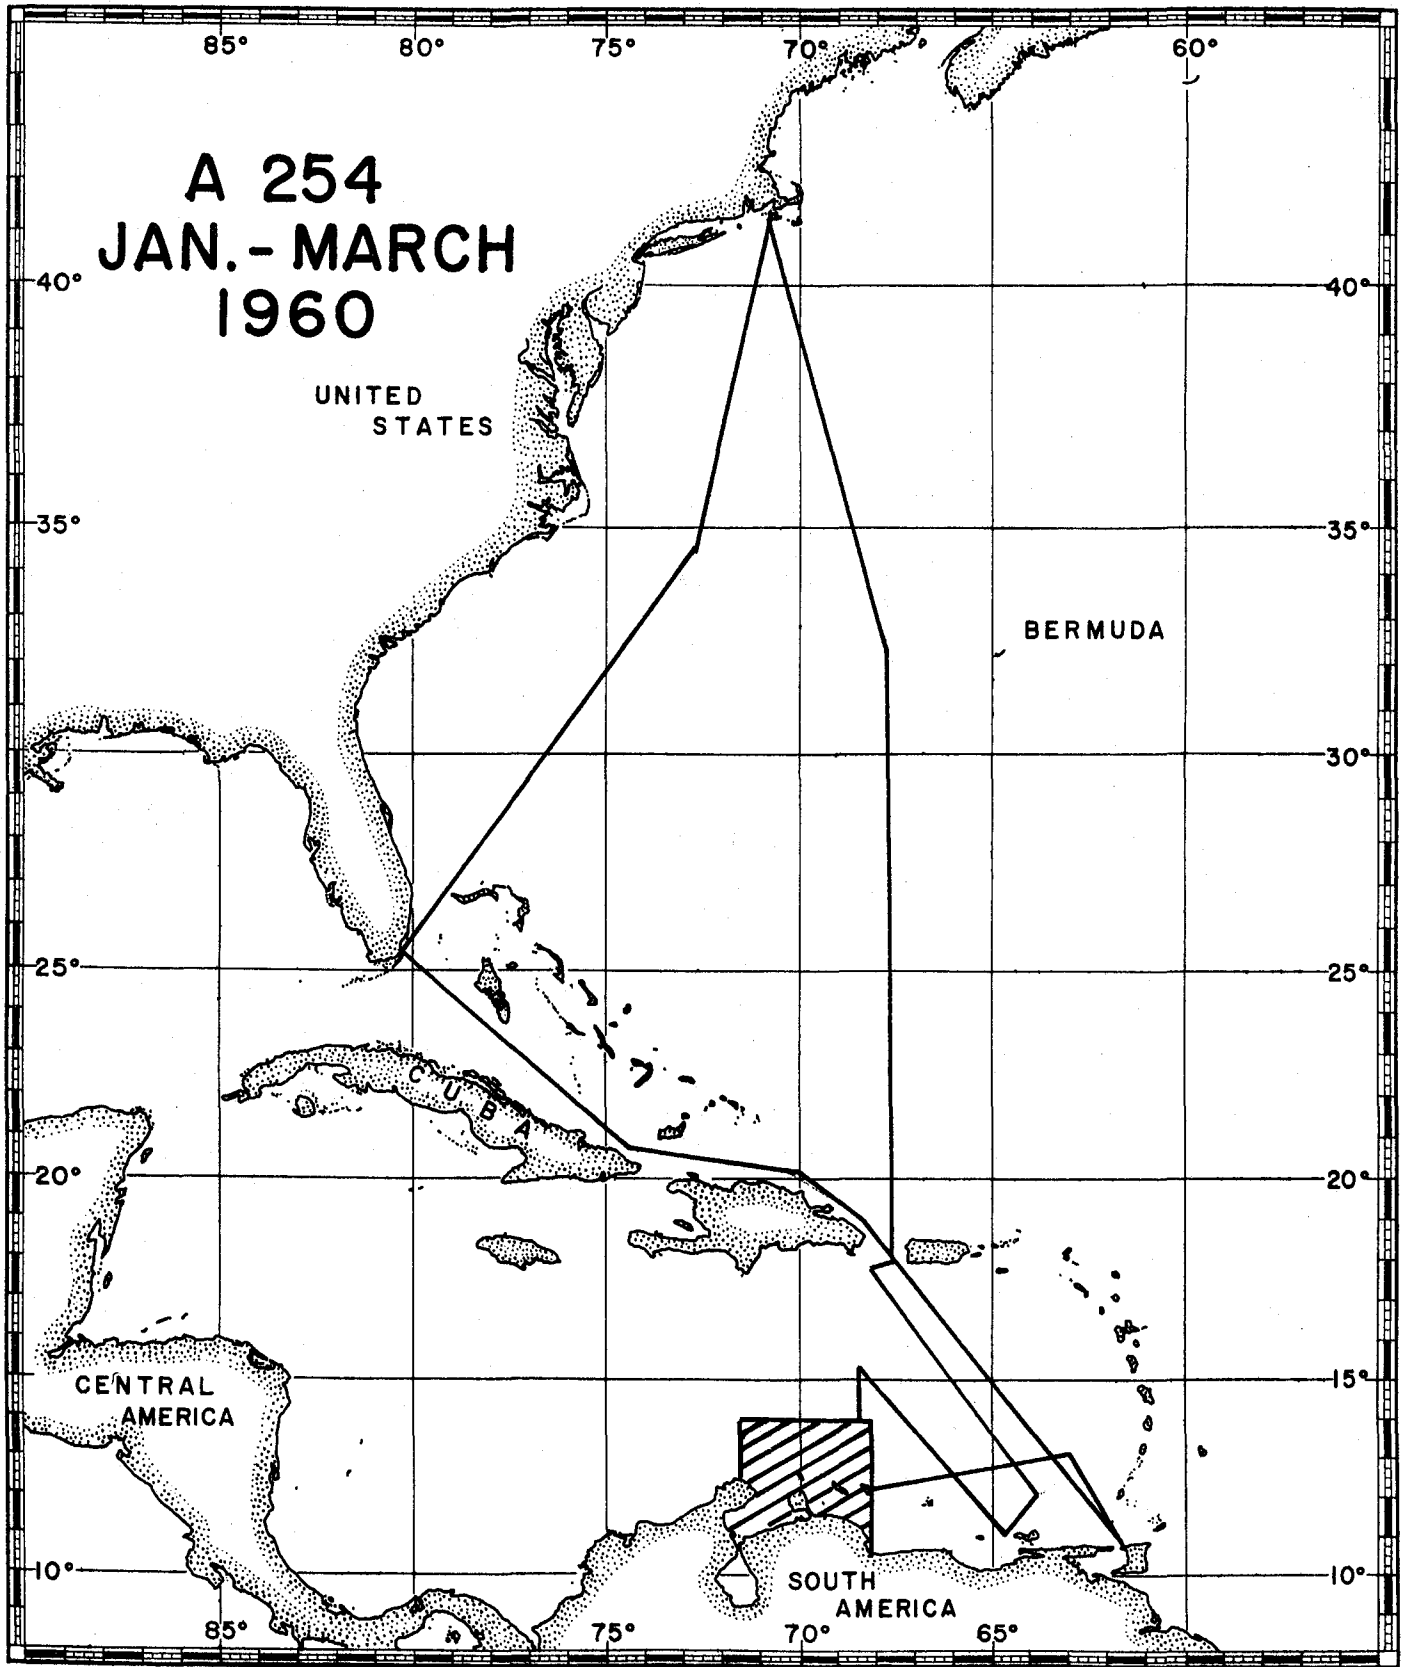 85° 80° 75° 70° 60°
A 254
JAN.-MARCH
1960
40° 40°
UNITED
STATES
35° 35°
BERMUDA
30°
25° 25°
CUBA
20° 20°
15°
CENTRAL
AMERICA
10° 10°
SOUTH
AMERICA
85° 75° 70° 65°